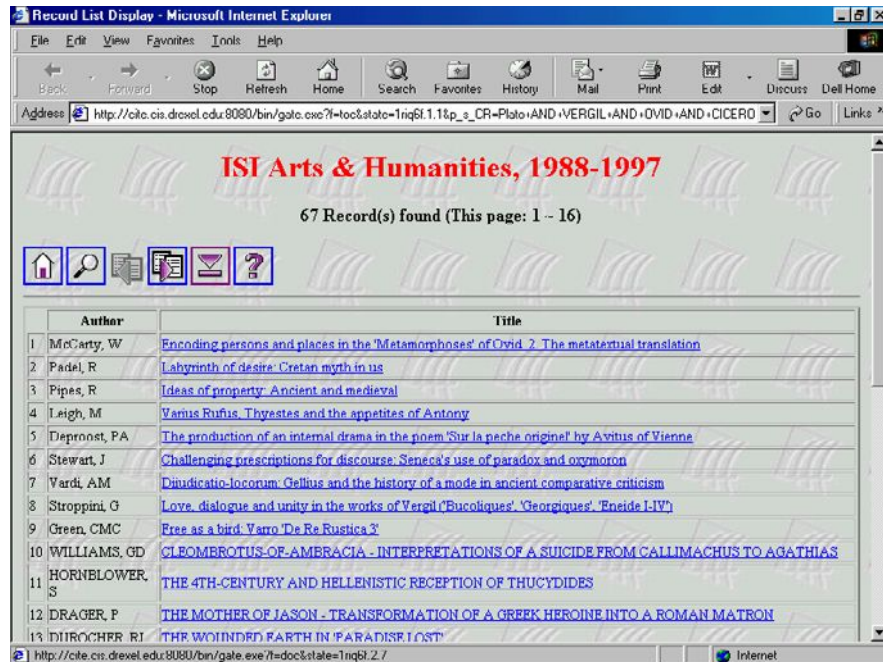 Record List Display - Microsoft Internet Explorer
File Edit View Favorites Tools Help
Back Forward Stop Refresh Home Search Favorites History Mail Print Edit Discuss Dell Home
Address http://cite.cis.drexel.edu:8080/bin/gate.exe?f=toc&state=1riq6f.1.1&p_s_CR=Plato+AND+VERGIL+AND+OVID+AND+CICERO Go Links »
ISI Arts & Humanities, 1988-1997
67 Record(s) found (This page: 1 ~ 16)
Author Title
1 McCarty, W Encoding persons and places in the 'Metamorphoses' of Ovid .2. The metatextual translation
2 Padel, R Labyrinth of desire: Cretan myth in us
3 Pipes, R Ideas of property: Ancient and medieval
4 Leigh, M Varius Rufus, Thyestes and the appetites of Antony
5 Deproost, PA The production of an internal drama in the poem 'Sur la peche originel' by Avitus of Vienne
6 Stewart, J Challenging prescriptions for discourse: Seneca's use of paradox and oxymoron
7 Vardi, AM Diiudicatio-locorum: Gellius and the history of a mode in ancient comparative criticism
8 Stroppini, G Love, dialogue and unity in the works of Vergil ('Bucoliques', 'Georgiques', 'Eneide I-IV')
9 Green, CMC Free as a bird: Varro 'De Re Rustica 3'
10 WILLIAMS, GD CLEOMBROTUS-OF-AMBRACIA - INTERPRETATIONS OF A SUICIDE FROM CALLIMACHUS TO AGATHIAS
11 HORNBLOWER, S THE 4TH-CENTURY AND HELLENISTIC RECEPTION OF THUCYDIDES
12 DRAGER, P THE MOTHER OF JASON - TRANSFORMATION OF A GREEK HEROINE INTO A ROMAN MATRON
13 DUROCHER, RJ THE WOUNDED EARTH IN 'PARADISE LOST'
http://cite.cis.drexel.edu:8080/bin/gate.exe?f=doc&state=1riq6f.2.7 Internet